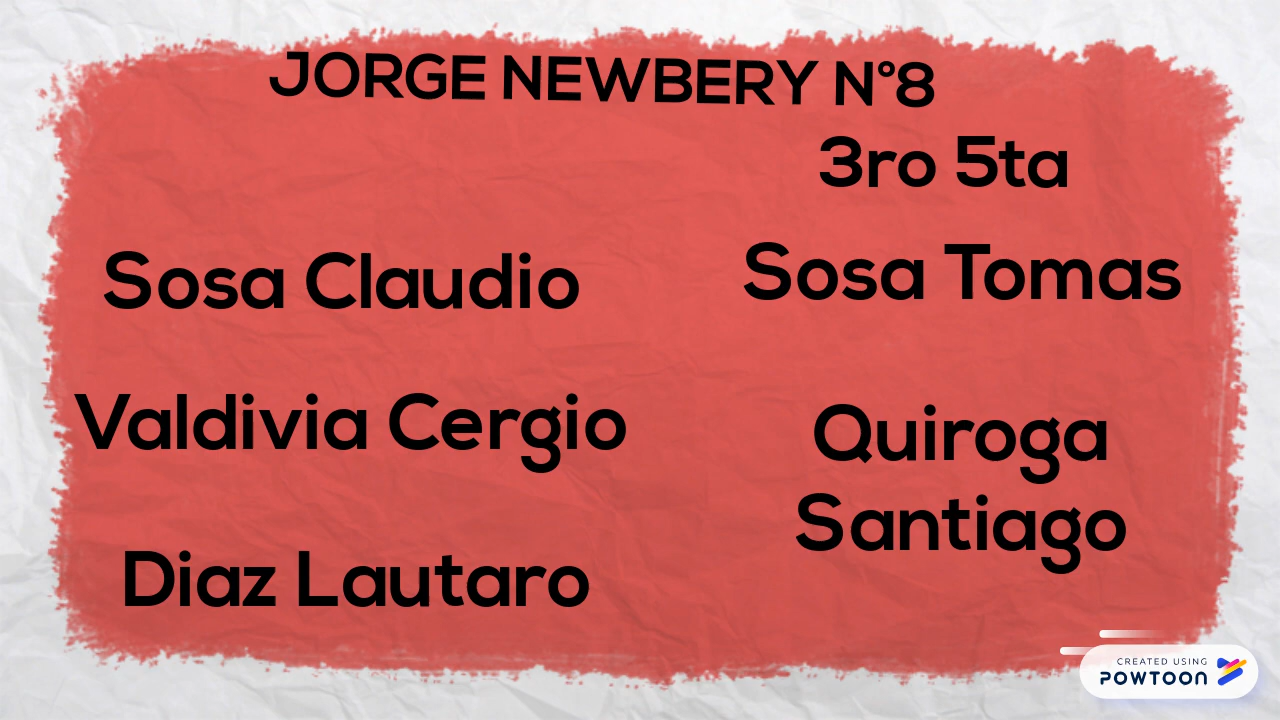 JORGE NEWBERY N°8
3ro 5ta
Sosa Claudio
Sosa Tomas
Valdivia Cergio
Quiroga
Santiago
Diaz Lautaro
CREATED USING
POWTOON